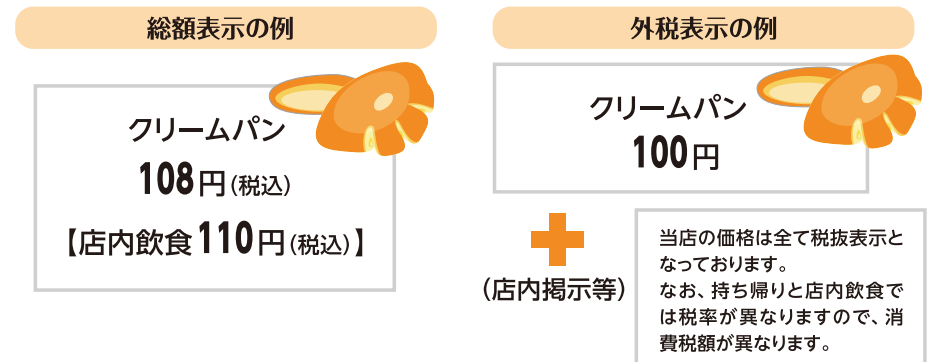 総額表示の例
クリームパン
108円（税込）
【店内飲食110円（税込）】
外税表示の例
クリームパン
100円
（店内掲示等）
当店の価格は全て税抜表示と
なっております。
なお、持ち帰りと店内飲食で
は税率が異なりますので、消
費税額が異なります。